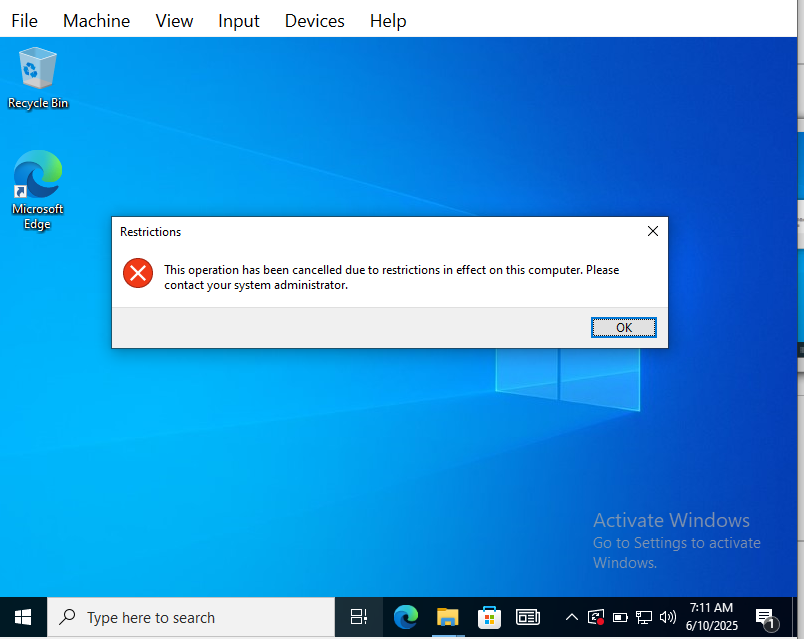 File Machine View Input Devices Help
Recycle Bin
Microsoft
Edge
Restrictions
This operation has been cancelled due to restrictions in effect on this computer. Please
contact your system administrator.
OK
Activate Windows
Go to Settings to activate
Windows.
Type here to search
7:11 AM
6/10/2025
1